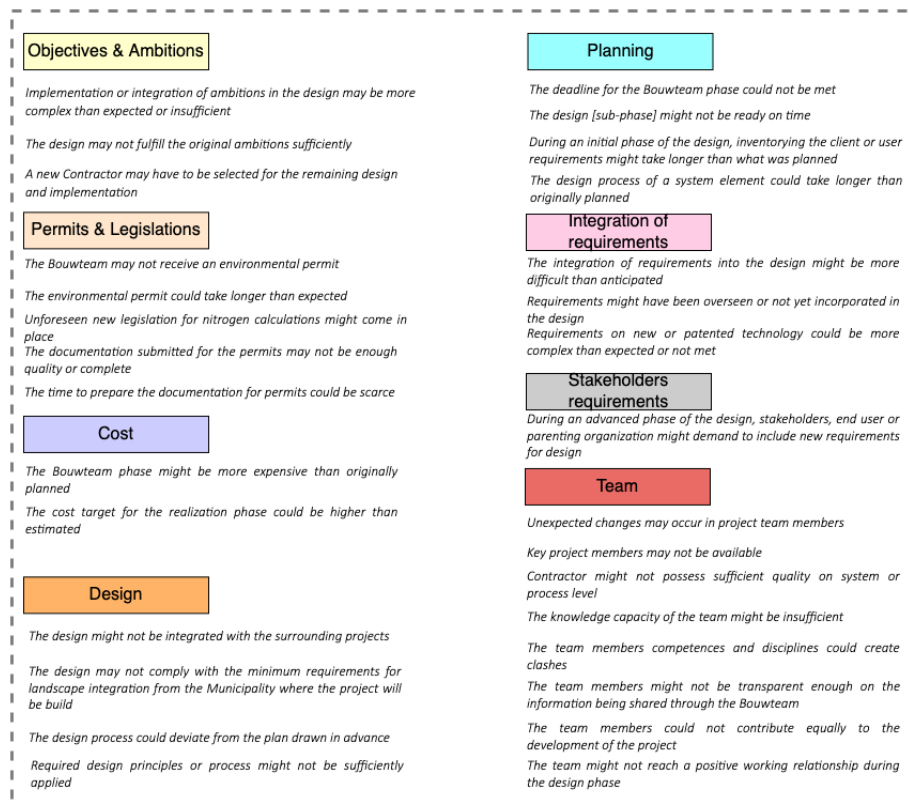 Objectives & Ambitions
Implementation or integration of ambitions in the design may be more
complex than expected or insufficient
The design may not fulfill the original ambitions sufficiently
A new Contractor may have to be selected for the remaining design
and implementation
Permits & Legislations
The Bouwteam may not receive an environmental permit
The environmental permit could take longer than expected
Unforeseen new legislation for nitrogen calculations might come in
place
The documentation submitted for the permits may not be enough
quality or complete
The time to prepare the documentation for permits could be scarce
Cost
The Bouwteam phase might be more expensive than originally
planned
The cost target for the realization phase could be higher than
estimated
Design
The design might not be integrated with the surrounding projects
The design may not comply with the minimum requirements for
landscape integration from the Municipality where the project will
be build
The design process could deviate from the plan drawn in advance
Required design principles or process might not be sufficiently
applied
Planning
The deadline for the Bouwteam phase could not be met
The design [sub-phase] might not be ready on time
During an initial phase of the design, inventorying the client or user
requirements might take longer than what was planned
The design process of a system element could take longer than
originally planned
Integration of
requirements
The integration of requirements into the design might be more
difficult than anticipated
Requirements might have been overseen or not yet incorporated in
the design
Requirements on new or patented technology could be more
complex than expected or not met
Stakeholders
requirements
During an advanced phase of the design, stakeholders, end user or
parenting organization might demand to include new requirements
for design
Team
Unexpected changes may occur in project team members
Key project members may not be available
Contractor might not possess sufficient quality on system or
process level
The knowledge capacity of the team might be insufficient
The team members competences and disciplines could create
clashes
The team members might not be transparent enough on the
information being shared through the Bouwteam
The team members could not contribute equally to the
development of the project
The team might not reach a positive working relationship during
the design phase